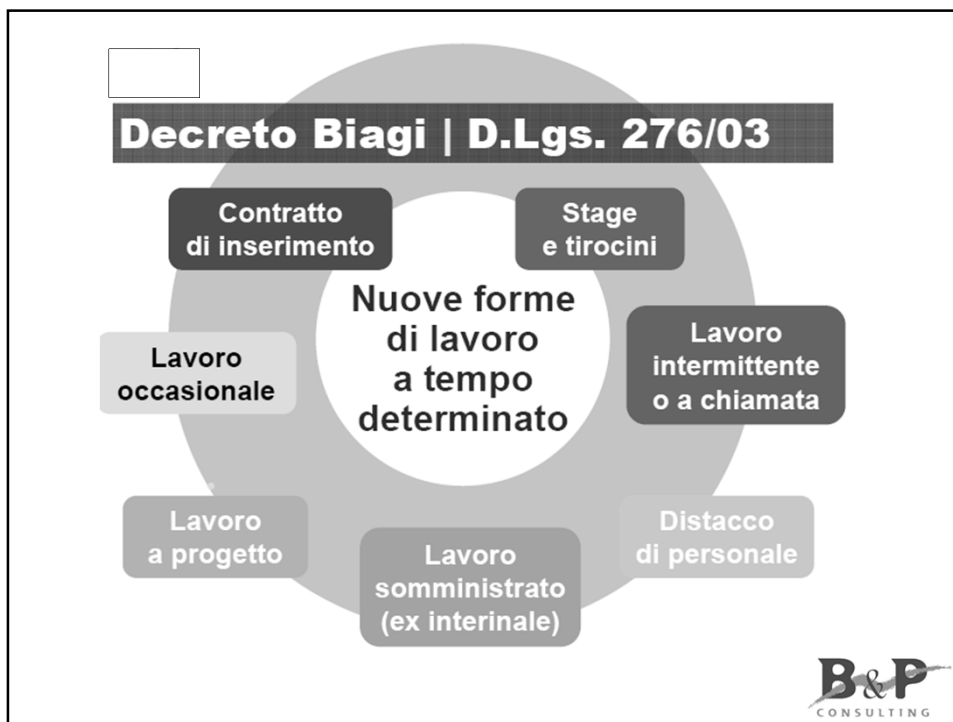 Decreto Biagi | D.Lgs. 276/03
Contratto
di inserimento
Stage
e tirocini
Nuove forme
di lavoro
a tempo
determinato
Lavoro
occasionale
Lavoro
intermittente
o a chiamata
Lavoro
a progetto
Lavoro
somministrato
(ex interinale)
Distacco
di personale
B&P
CONSULTING